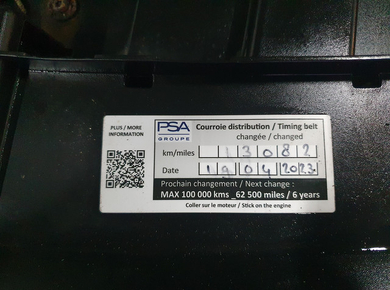 PLUS / MORE
INFORMATION
PSA
GROUPE
Courroie distribution / Timing belt
changée / changed
km/miles 13082
Date 19 04 2023
Prochain changement / Next change :
MAX 100 000 kms _62 500 miles / 6 years
Coller sur le moteur / Stick on the engine